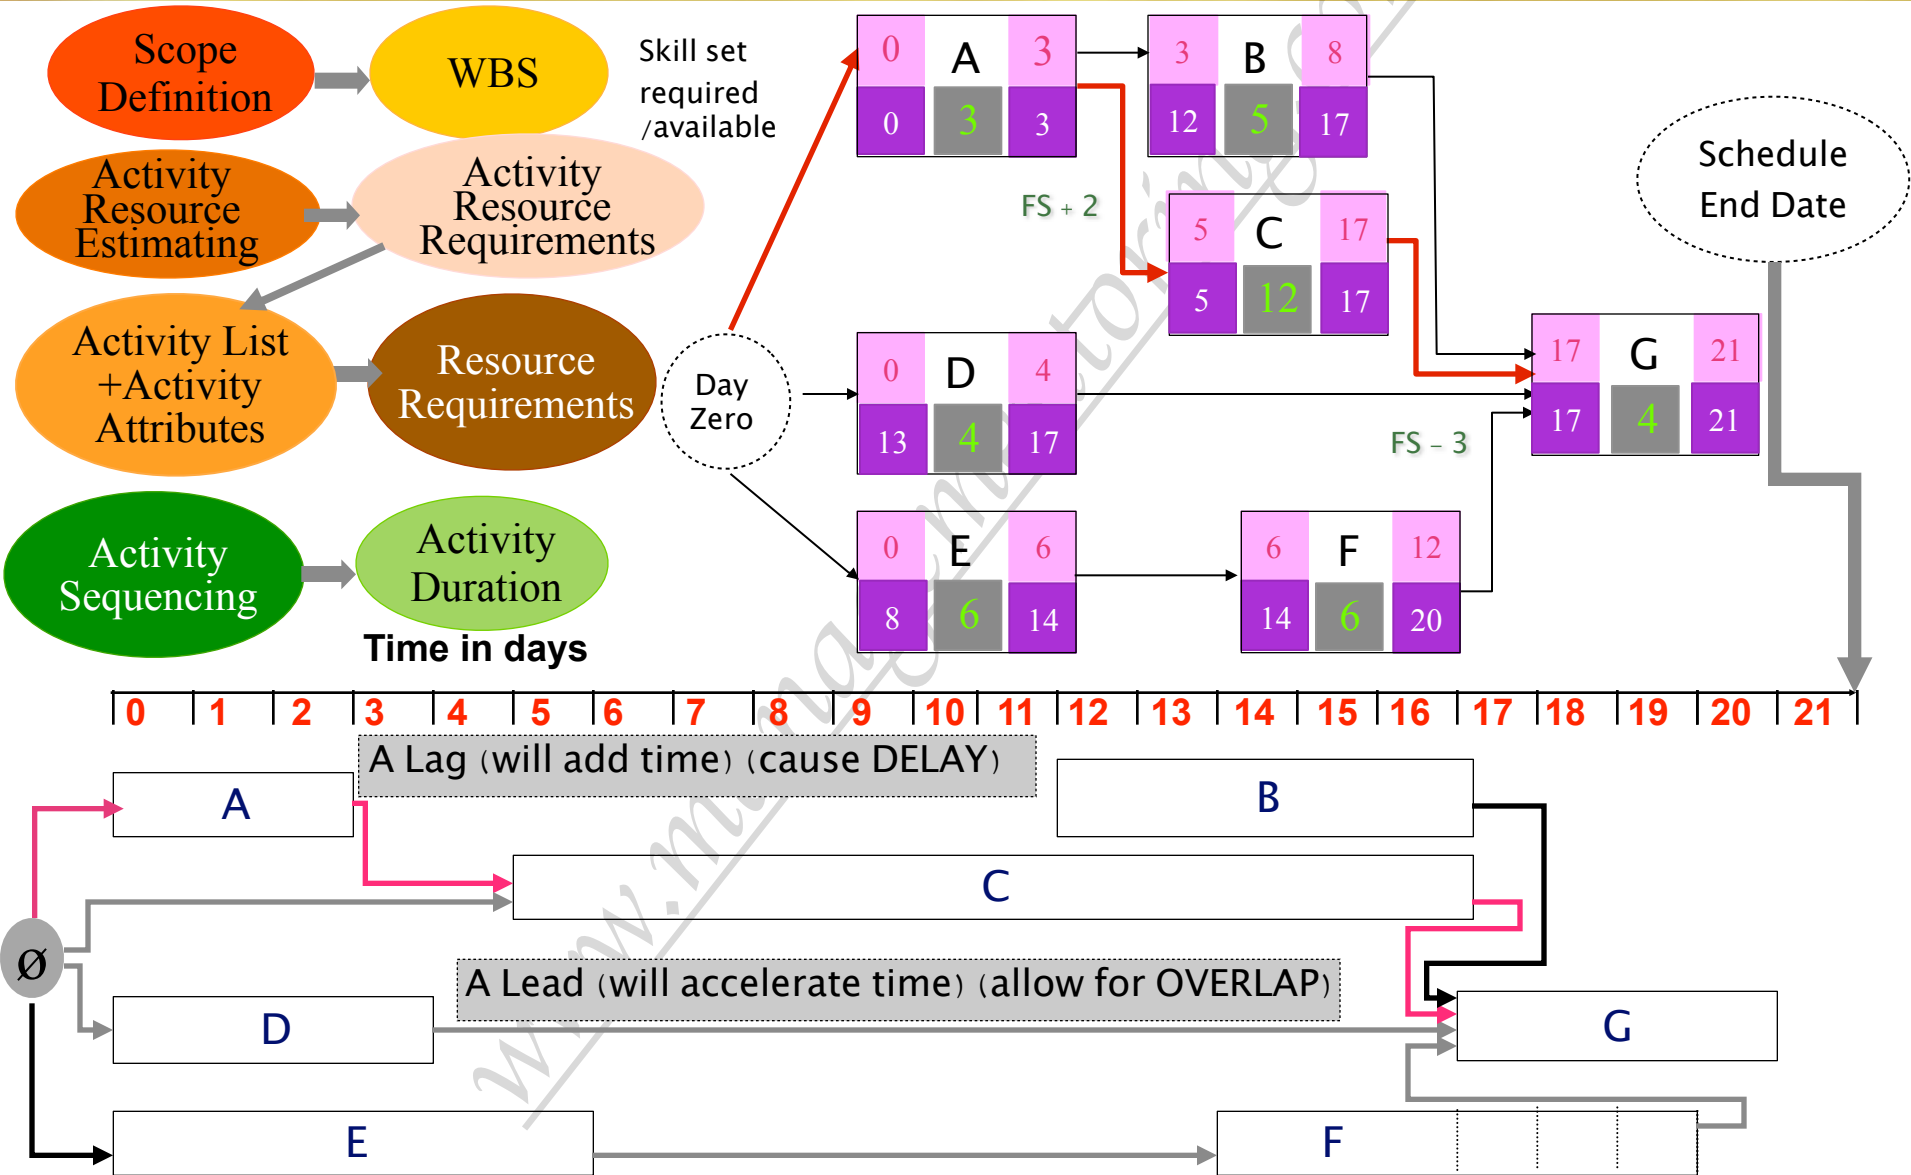 Scope
Definition
WBS
Skill set
required
/available
Activity
Resource
Estimating
Activity
Resource
Requirements
Activity List
+Activity
Attributes
Resource
Requirements
Activity
Sequencing
Activity
Duration
Time in days
Day
Zero
0 A 3
0 3 3
3 B 8
12 5 17
FS + 2
5 C 17
5 12 17
0 D 4
13 4 17
FS – 3
17 G 21
17 4 21
0 E 6
8 6 14
6 F 12
14 6 20
Schedule
End Date
0 1 2 3 4 5 6 7 8 9 10 11 12 13 14 15 16 17 18 19 20 21
A Lag (will add time) (cause DELAY)
A
B
C
ø
A Lead (will accelerate time) (allow for OVERLAP)
D
G
E
F